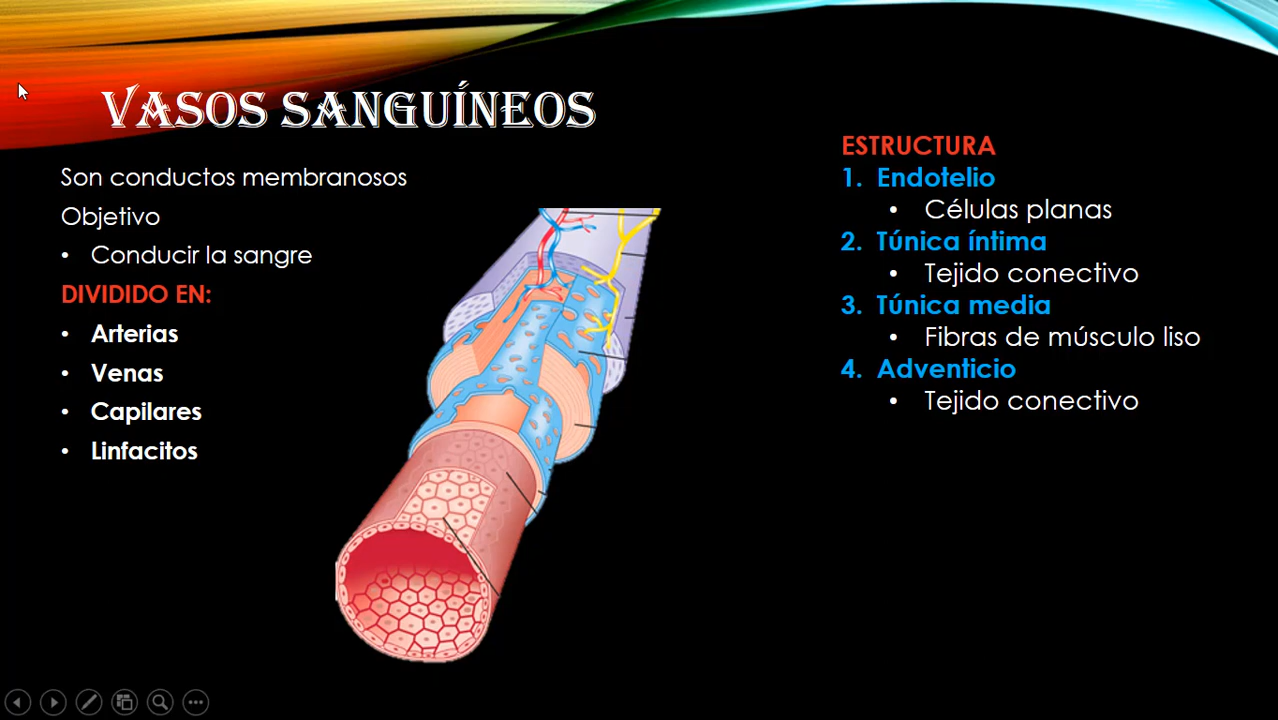 VASOS SANGUÍNEOS
Son conductos membranosos
Objetivo
• Conducir la sangre
DIVIDIDO EN:
• Arterias
• Venas
• Capilares
• Linfacitos
ESTRUCTURA
1. Endotelio
• Células planas
2. Túnica íntima
• Tejido conectivo
3. Túnica media
• Fibras de músculo liso
4. Adventicio
• Tejido conectivo